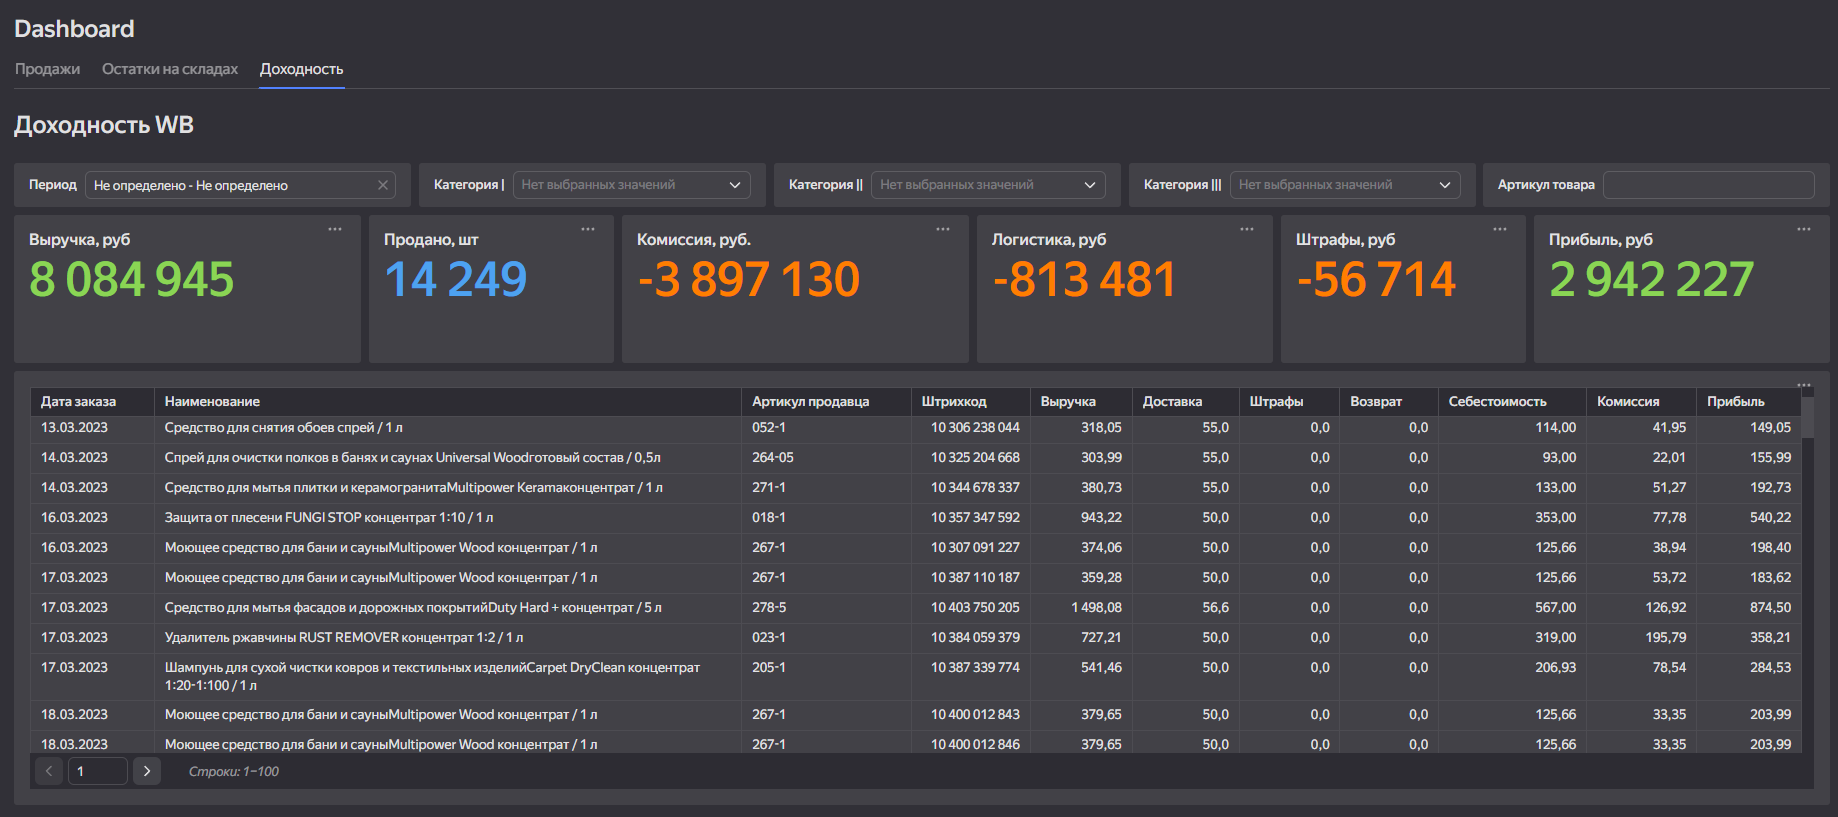 Dashboard
Продажи Остатки на складах Доходность
Доходность WB
Период Не определено - Не определено Категория | Нет выбранных значений Категория || Нет выбранных значений Категория ||| Нет выбранных значений Артикул товара
Выручка, руб Продано, шт Комиссия, руб. Логистика, руб Штрафы, руб Прибыль, руб
8 084 945 14 249 -3 897 130 -813 481 -56 714 2 942 227
Дата заказа Наименование Артикул продавца Штрихкод Выручка Доставка Штрафы Возврат Себестоимость Комиссия Прибыль
13.03.2023 Средство для снятия обоев спрей / 1 л 052-1 10 306 238 044 318,05 55,0 0,0 0,0 114,00 41,95 149,05
14.03.2023 Спрей для очистки полков в банях и саунах Universal Woodготовый состав / 0,5л 264-05 10 325 204 668 303,99 55,0 0,0 0,0 93,00 22,01 155,99
14.03.2023 Средство для мытья плитки и керамогранитаMultipower Keramaконцентрат / 1 л 271-1 10 344 678 337 380,73 55,0 0,0 0,0 133,00 51,27 192,73
16.03.2023 Защита от плесени FUNGI STOP концентрат 1:10 / 1 л 018-1 10 357 347 592 943,22 50,0 0,0 0,0 353,00 77,78 540,22
16.03.2023 Моющее средство для бани и сауныMultipower Wood концентрат / 1 л 267-1 10 307 091 227 374,06 50,0 0,0 0,0 125,66 38,94 198,40
17.03.2023 Моющее средство для бани и сауныMultipower Wood концентрат / 1 л 267-1 10 387 110 187 359,28 50,0 0,0 0,0 125,66 53,72 183,62
17.03.2023 Средство для мытья фасадов и дорожных покрытийDuty Hard + концентрат / 5 л 278-5 10 403 750 205 1 498,08 56,6 0,0 0,0 567,00 126,92 874,50
17.03.2023 Удалитель ржавчины RUST REMOVER концентрат 1:2 / 1 л 023-1 10 384 059 379 727,21 50,0 0,0 0,0 319,00 195,79 358,21
17.03.2023 Шампунь для сухой чистки ковров и текстильных изделийCarpet DryClean концентрат 205-1 10 387 339 774 541,46 50,0 0,0 0,0 206,93 78,54 284,53
1:20-1:100 / 1 л
18.03.2023 Моющее средство для бани и сауныMultipower Wood концентрат / 1 л 267-1 10 400 012 843 379,65 50,0 0,0 0,0 125,66 33,35 203,99
18.03.2023 Моющее средство для бани и сауныMultipower Wood концентрат / 1 л 267-1 10 400 012 846 379,65 50,0 0,0 0,0 125,66 33,35 203,99
1 Строки: 1–100